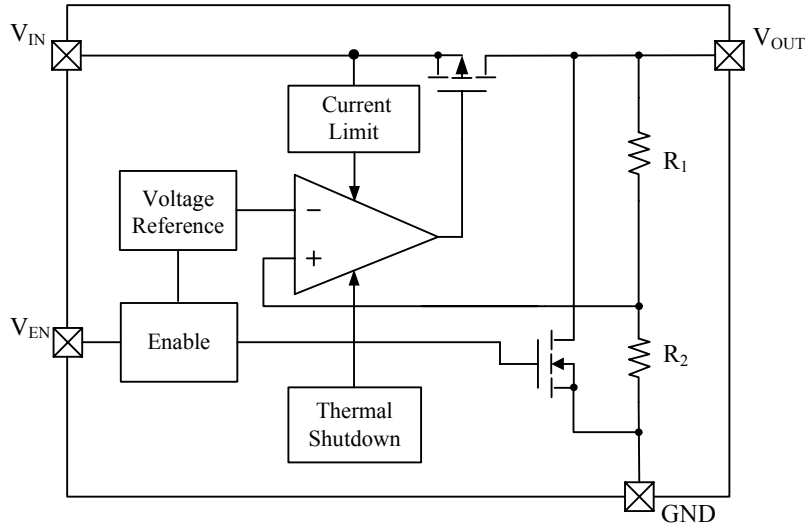 V_IN
V_OUT
Current
Limit
R_1
Voltage
Reference
−
+
V_EN
Enable
R_2
Thermal
Shutdown
GND